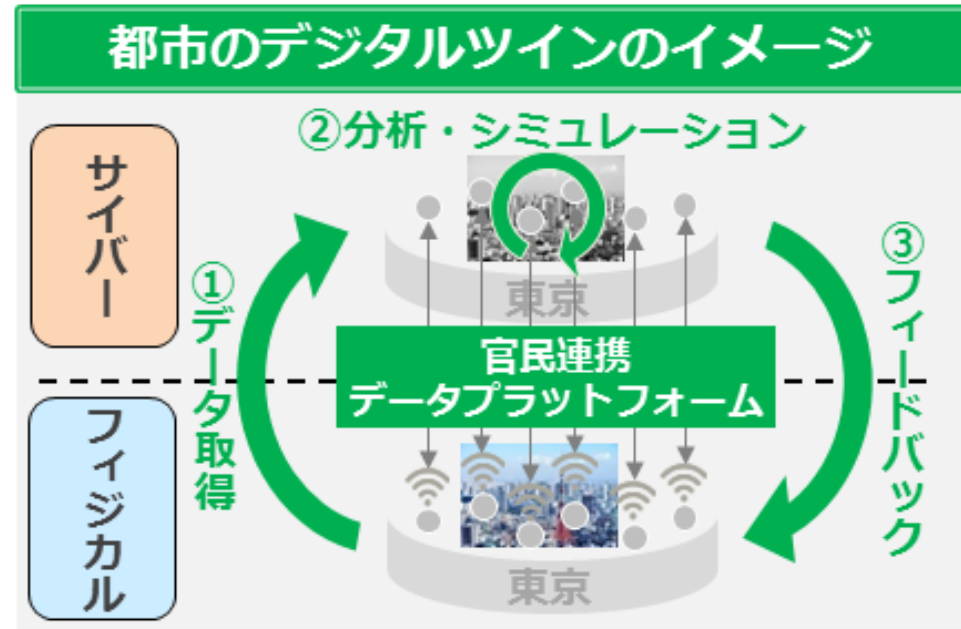 都市のデジタルツインのイメージ
②分析・シミュレーション
サイバー
①データ取得
東京
③フィードバック
官民連携
データプラットフォーム
フィジカル
東京